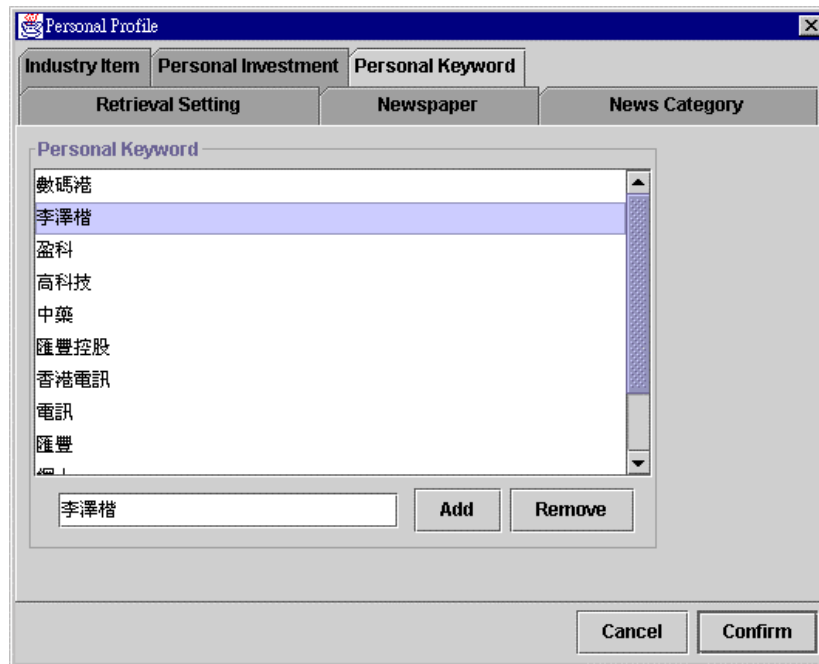 Personal Profile
Industry Item Personal Investment Personal Keyword
Retrieval Setting Newspaper News Category
Personal Keyword
數碼港
李澤楷
盈科
高科技
中藥
匯豐控股
香港電訊
電訊
匯豐
李澤楷 Add Remove
Cancel Confirm